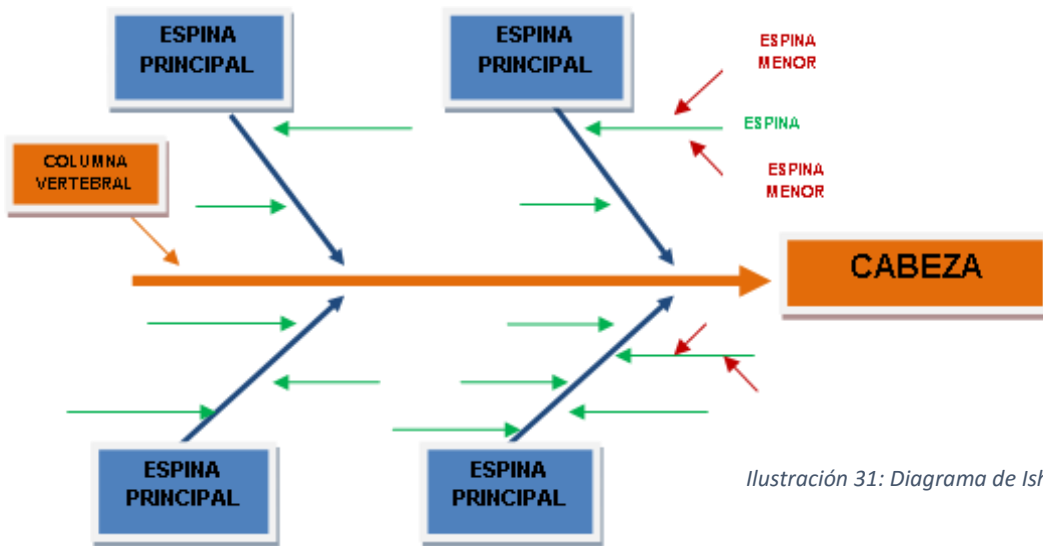 ESPINA
PRINCIPAL
ESPINA
PRINCIPAL
ESPINA
MENOR
ESPINA
COLUMNA
VERTEBRAL
ESPINA
MENOR
CABEZA
ESPINA
PRINCIPAL
ESPINA
PRINCIPAL
Ilustración 31: Diagrama de